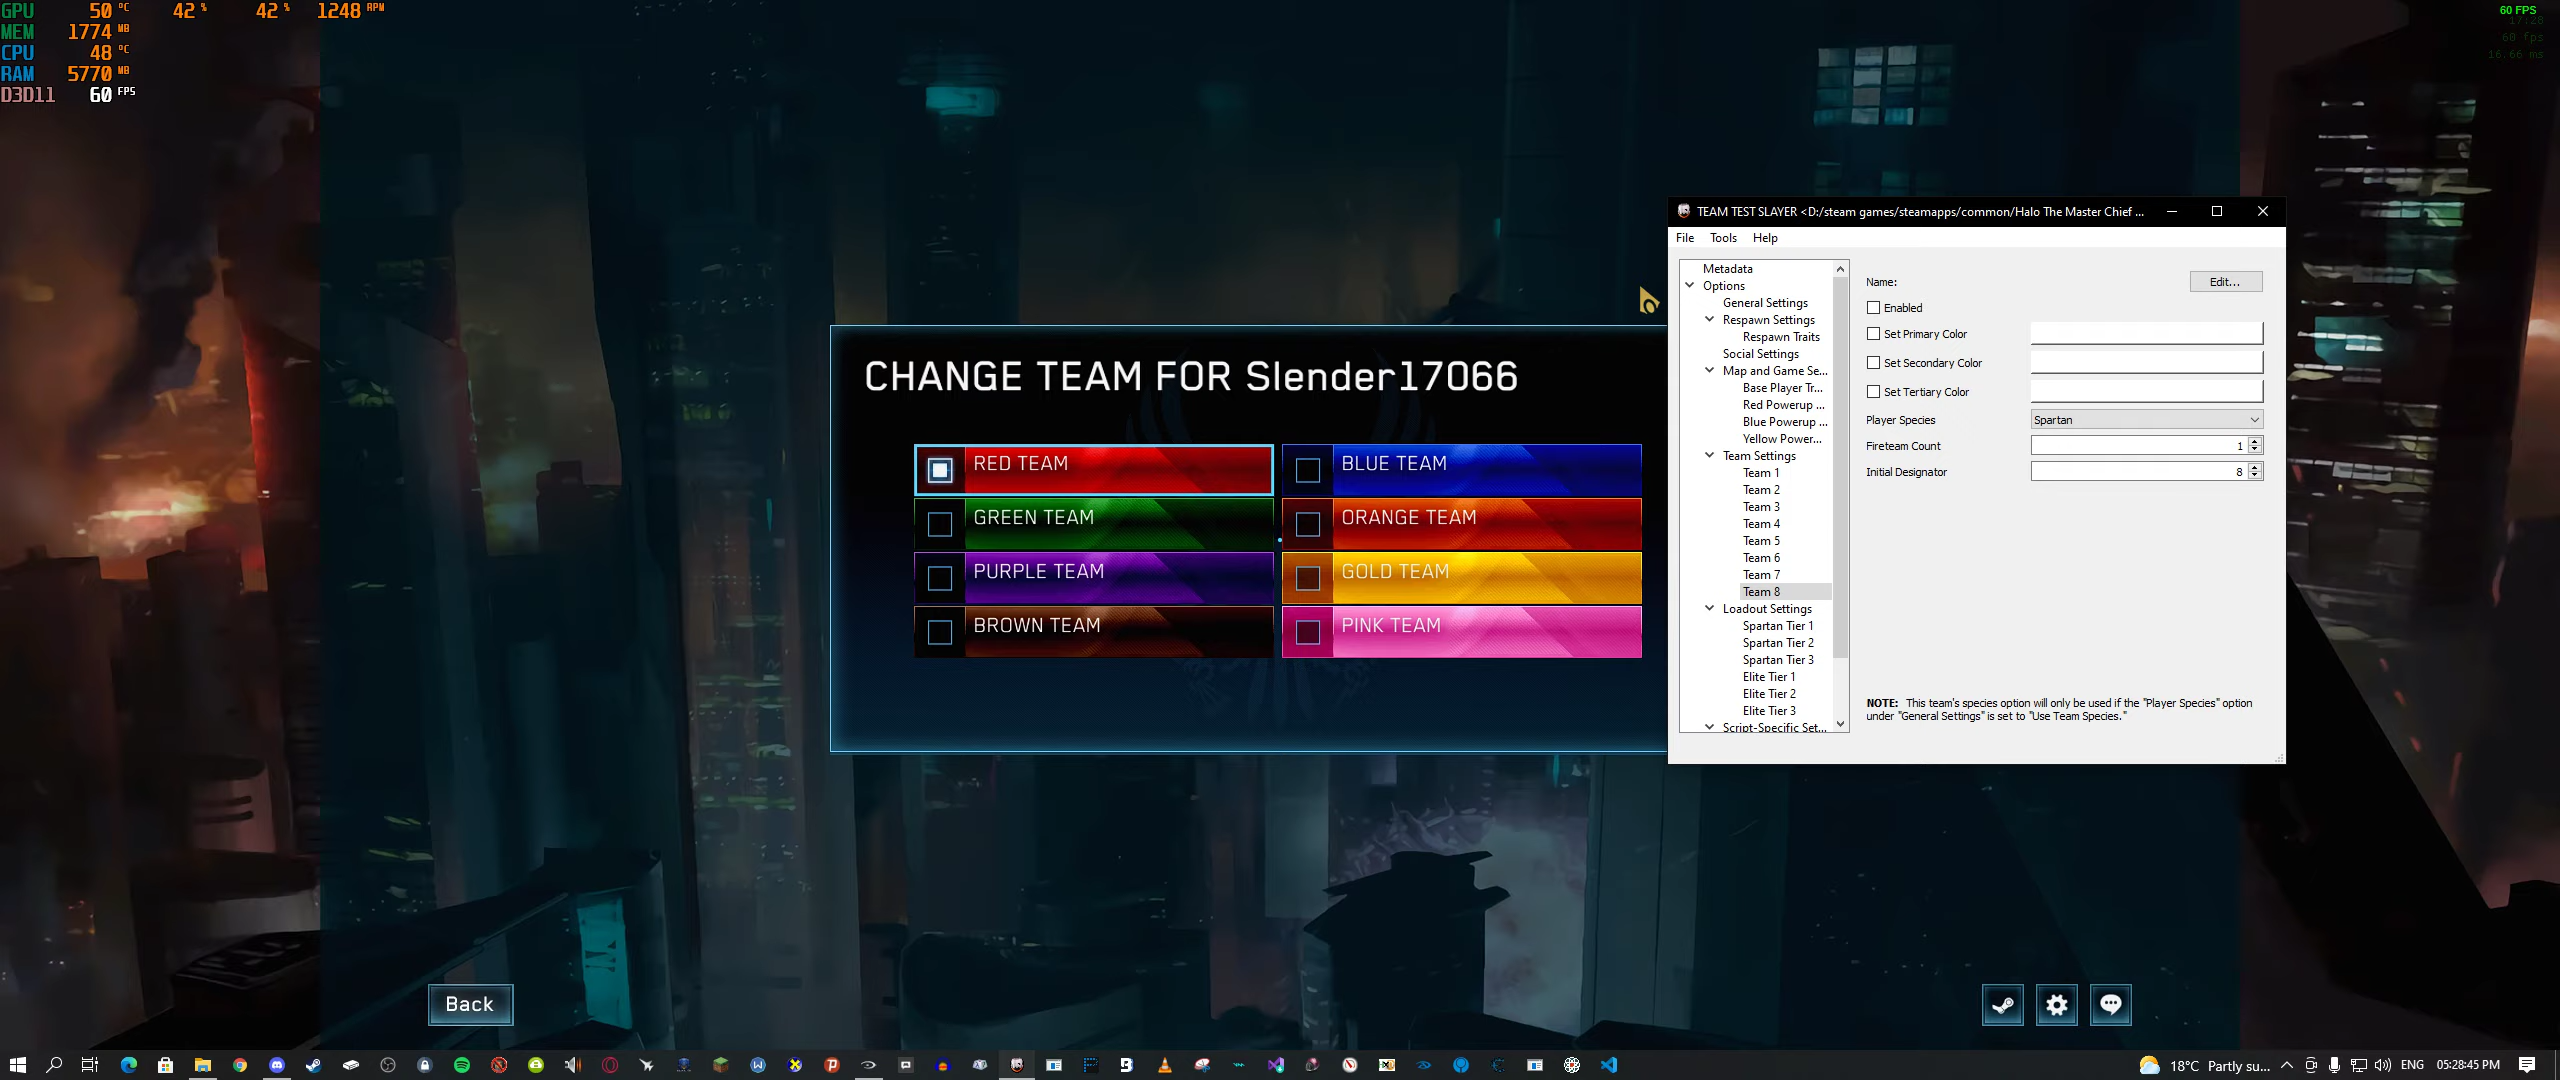 GPU 50 °C 42 % 42 % 1248 RPM
MEM 1774 MB
CPU 48 °C
RAM 5770 MB
D3D11 60 FPS
60 FPS
60 fps
16.66 ms
TEAM TEST SLAYER <D:/steam games/steamapps/common/Halo The Master Chief ...
File Tools Help
Metadata
Options
General Settings
Respawn Settings
Respawn Traits
Social Settings
Map and Game Se...
Base Player Tr...
Red Powerup ...
Blue Powerup ...
Yellow Power...
Team Settings
Team 1
Team 2
Team 3
Team 4
Team 5
Team 6
Team 7
Team 8
Loadout Settings
Spartan Tier 1
Spartan Tier 2
Spartan Tier 3
Elite Tier 1
Elite Tier 2
Elite Tier 3
Script-Specific Set...
Name: Edit...
Enabled
Set Primary Color
Set Secondary Color
Set Tertiary Color
Player Species Spartan
Fireteam Count 1
Initial Designator 8
NOTE: This team's species option will only be used if the "Player Species" option
under "General Settings" is set to "Use Team Species."
CHANGE TEAM FOR Slender17066
RED TEAM BLUE TEAM
GREEN TEAM ORANGE TEAM
PURPLE TEAM GOLD TEAM
BROWN TEAM PINK TEAM
Back
18°C Partly su... ENG 05:28:45 PM